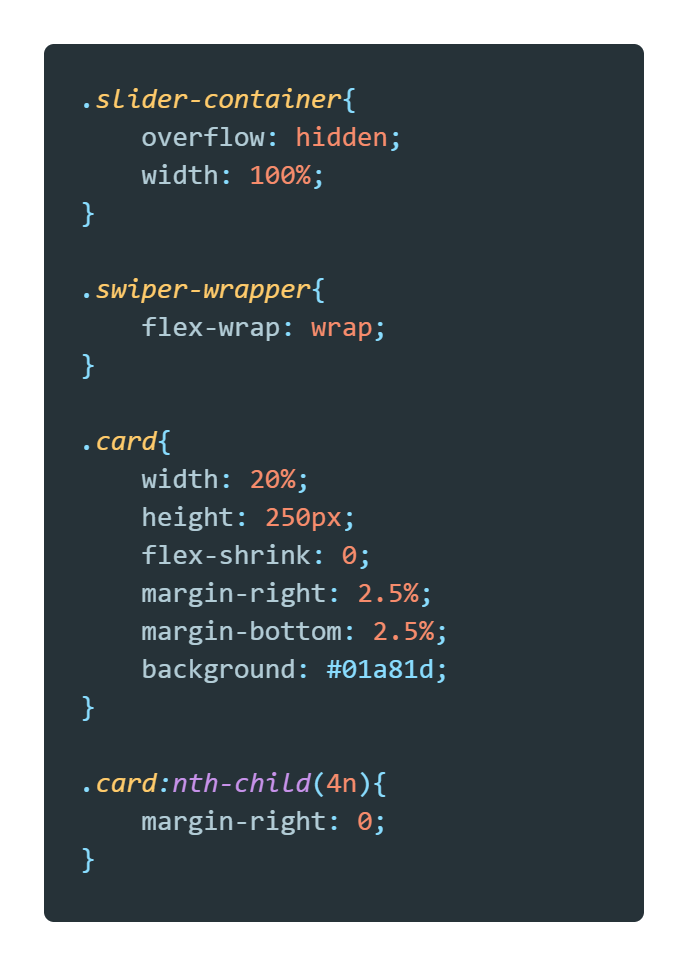 .slider-container{
    overflow: hidden;
    width: 100%;
}

.swiper-wrapper{
    flex-wrap: wrap;
}

.card{
    width: 20%;
    height: 250px;
    flex-shrink: 0;
    margin-right: 2.5%;
    margin-bottom: 2.5%;
    background: #01a81d;
}

.card:nth-child(4n){
    margin-right: 0;
}